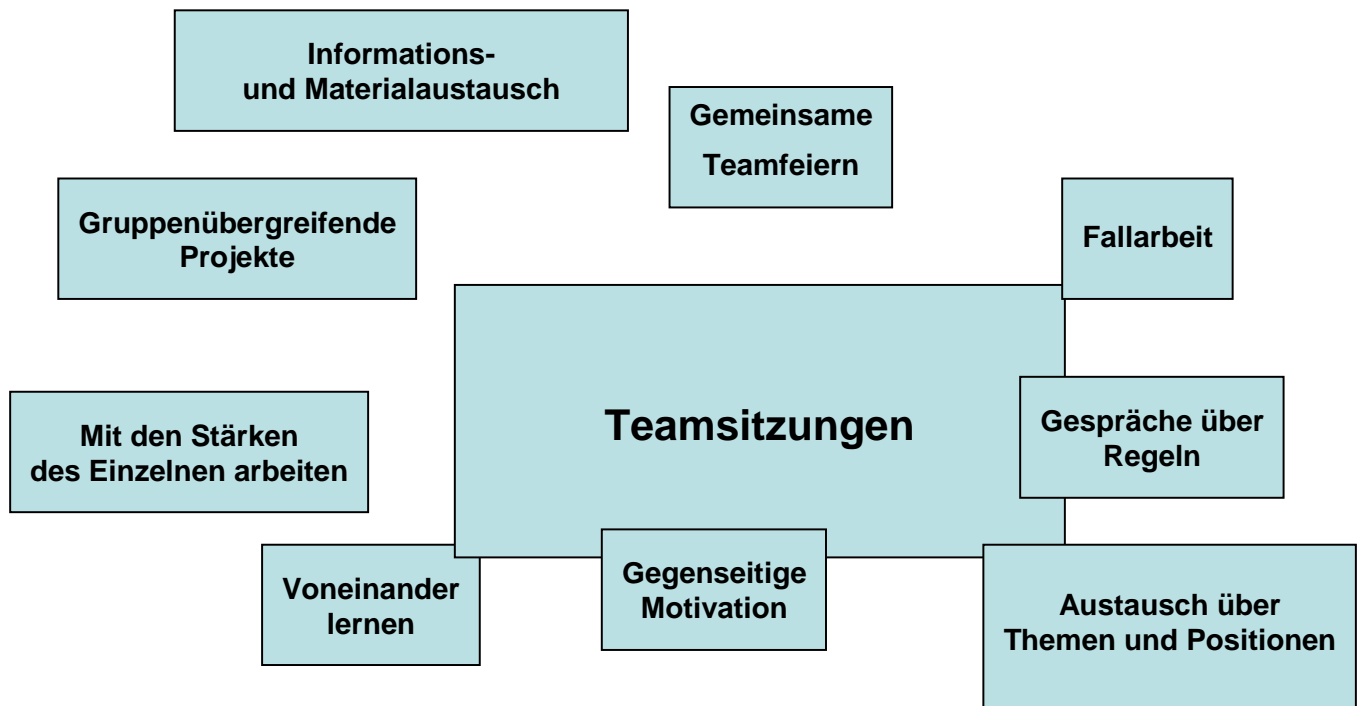 Informations-
und Materialaustausch
Gemeinsame
Teamfeiern
Gruppenübergreifende
Projekte
Fallarbeit
Teamsitzungen
Gespräche über
Regeln
Mit den Stärken
des Einzelnen arbeiten
Voneinander
lernen
Gegenseitige
Motivation
Austausch über
Themen und Positionen